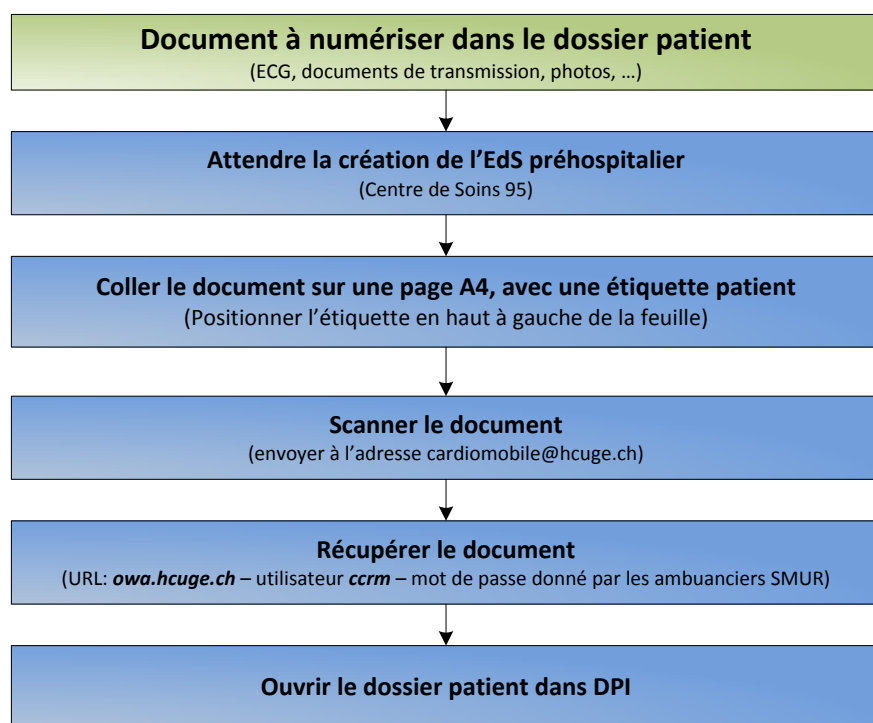 Document à numériser dans le dossier patient
(ECG, documents de transmission, photos, …)
Attendre la création de l’EdS préhospitalier
(Centre de Soins 95)
Coller le document sur une page A4, avec une étiquette patient
(Positionner l’étiquette en haut à gauche de la feuille)
Scanner le document
(envoyer à l’adresse cardiomobile@hcuge.ch)
Récupérer le document
(URL: owa.hcuge.ch – utilisateur ccrm – mot de passe donné par les ambuanciers SMUR)
Ouvrir le dossier patient dans DPI